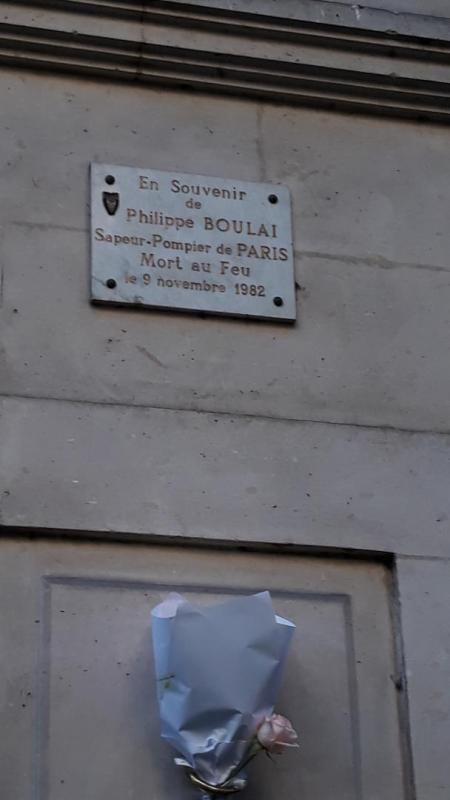 En Souvenir
de
Philippe BOULAI
Sapeur-Pompier de PARIS
Mort au Feu
le 9 novembre 1982